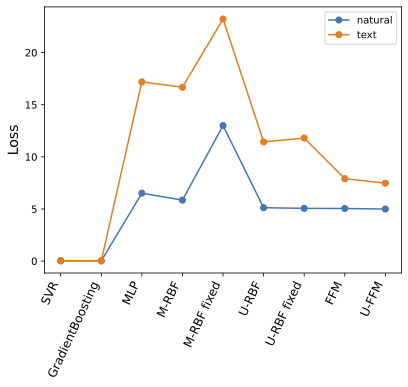 natural
text
Loss
20
15
10
5
0
SVR
GradientBoosting
MLP
M-RBF
M-RBF fixed
U-RBF
U-RBF fixed
FFM
U-FFM